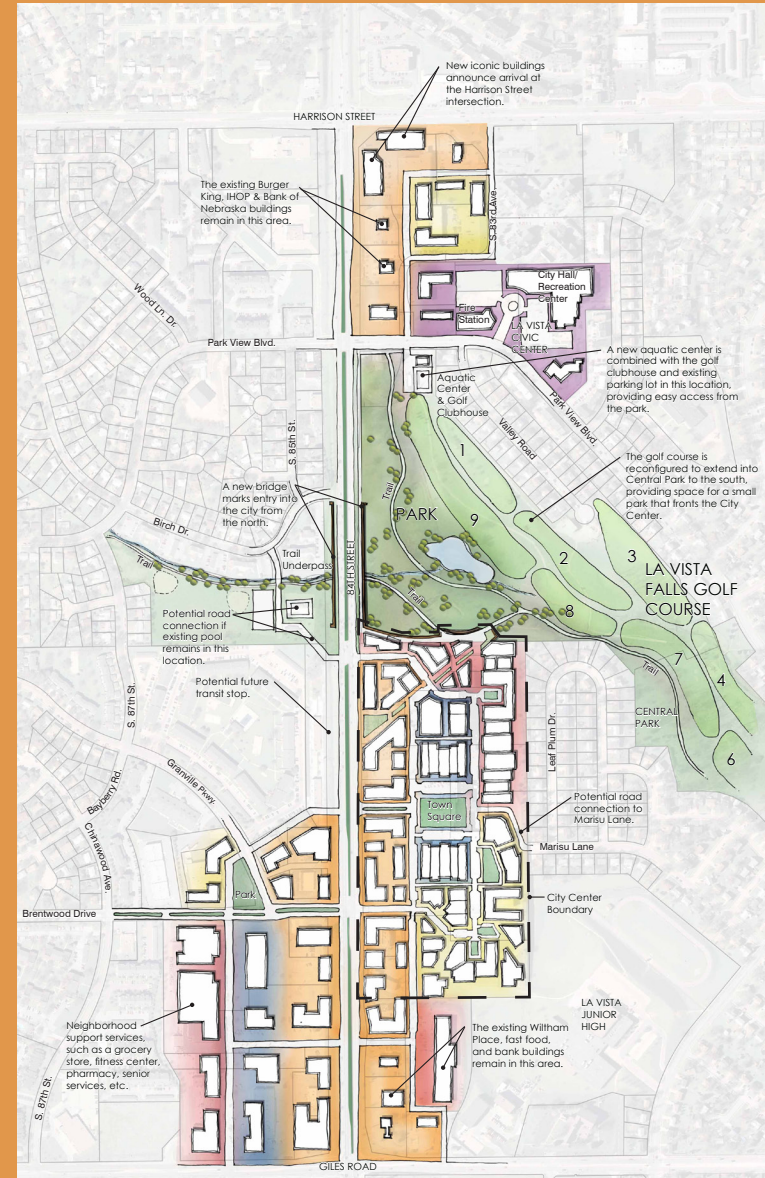 New iconic buildings
announce arrival at
the Harrison Street
intersection.
HARRISON STREET
The existing Burger
King, IHOP & Bank of
Nebraska buildings
remain in this area.
S. 83rd Ave
Wood Ln. Dr.
City Hall/
Recreation
Center
Fire
Station
LA VISTA
CIVIC
CENTER
Park View Blvd.
A new aquatic center is
combined with the golf
clubhouse and existing
parking lot in this location,
providing easy access from
the park.
Aquatic
Center
& Golf
Clubhouse
Park View Blvd.
Valley Road
S. 85th St.
1
Trail
The golf course is
reconfigured to extend into
Central Park to the south,
providing space for a small
park that fronts the City
Center.
A new bridge
marks entry into
the city from
the north.
PARK
9
Birch Dr.
Trail
Underpass
84TH STREET
2
3
LA VISTA
FALLS GOLF
COURSE
Trail
Trail
8
Potential road
connection if
existing pool
remains in this
location.
7
Trail
4
Potential future
transit stop.
S. 87th St.
CENTRAL
PARK
Leaf Plum Dr.
6
Granville Pkwy.
Bayberry Rd.
Town
Square
Potential road
connection to
Marisu Lane.
Chinawood Ave.
Marisu Lane
Park
City Center
Boundary
Brentwood Drive
LA VISTA
JUNIOR
HIGH
Neighborhood
support services,
such as a grocery
store, fitness center,
pharmacy, senior
services, etc.
The existing Wiltham
Place, fast food,
and bank buildings
remain in this area.
S. 87th St.
GILES ROAD